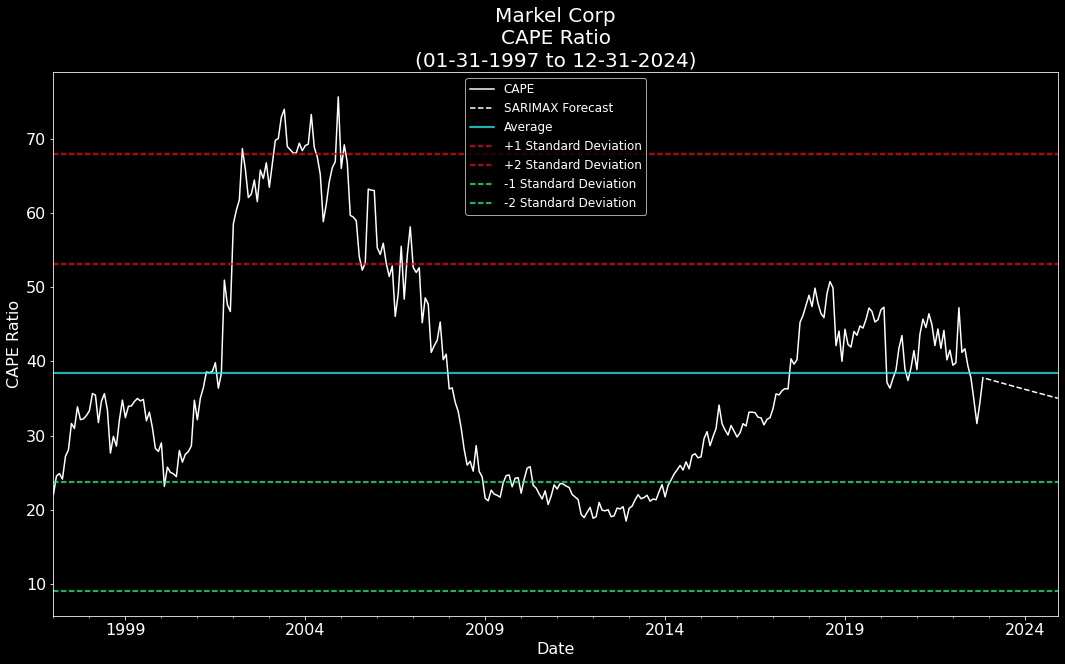 Markel Corp
CAPE Ratio
(01-31-1997 to 12-31-2024)
CAPE
SARIMAX Forecast
Average
+1 Standard Deviation
+2 Standard Deviation
-1 Standard Deviation
-2 Standard Deviation
CAPE Ratio
70
60
50
40
30
20
10
1999 2004 2009 2014 2019 2024
Date